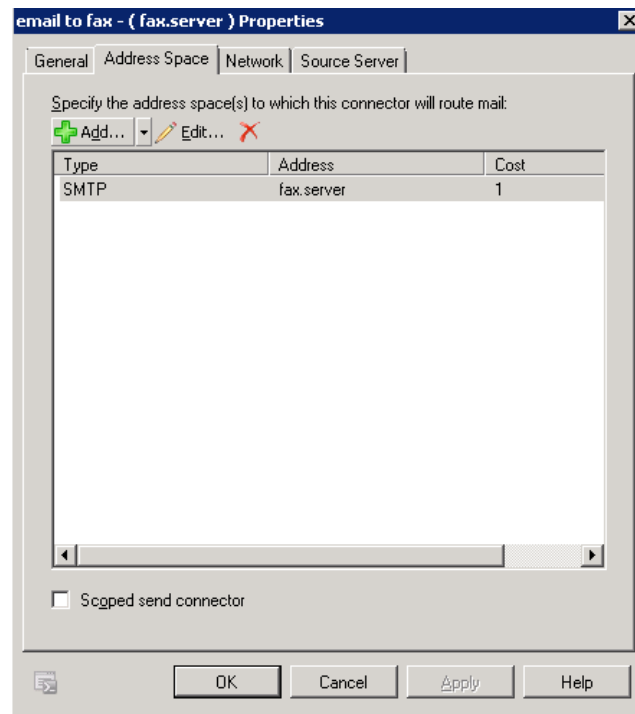 email to fax - ( fax.server ) Properties
General Address Space Network Source Server
Specify the address space(s) to which this connector will route mail:
Add... Edit...
Type Address Cost
SMTP fax.server 1
Scoped send connector
OK Cancel Apply Help